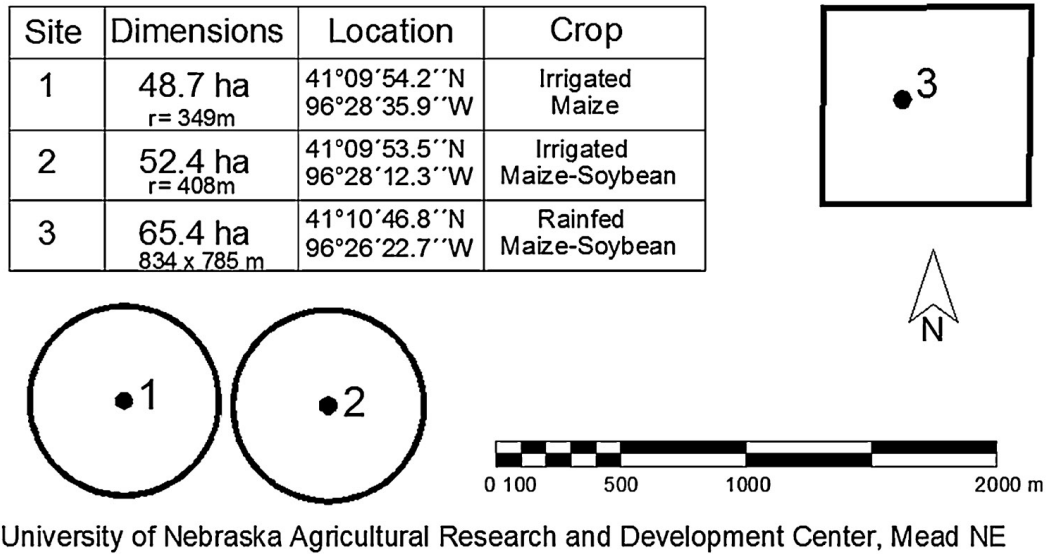 Site Dimensions Location Crop
1 48.7 ha 41°09´54.2´´N Irrigated
r= 349m 96°28´35.9´´W Maize
2 52.4 ha 41°09´53.5´´N Irrigated
r= 408m 96°28´12.3´´W Maize-Soybean
3 65.4 ha 41°10´46.8´´N Rainfed
834 x 785 m 96°26´22.7´´W Maize-Soybean
3
N
1 2
0 100 500 1000 2000 m
University of Nebraska Agricultural Research and Development Center, Mead NE